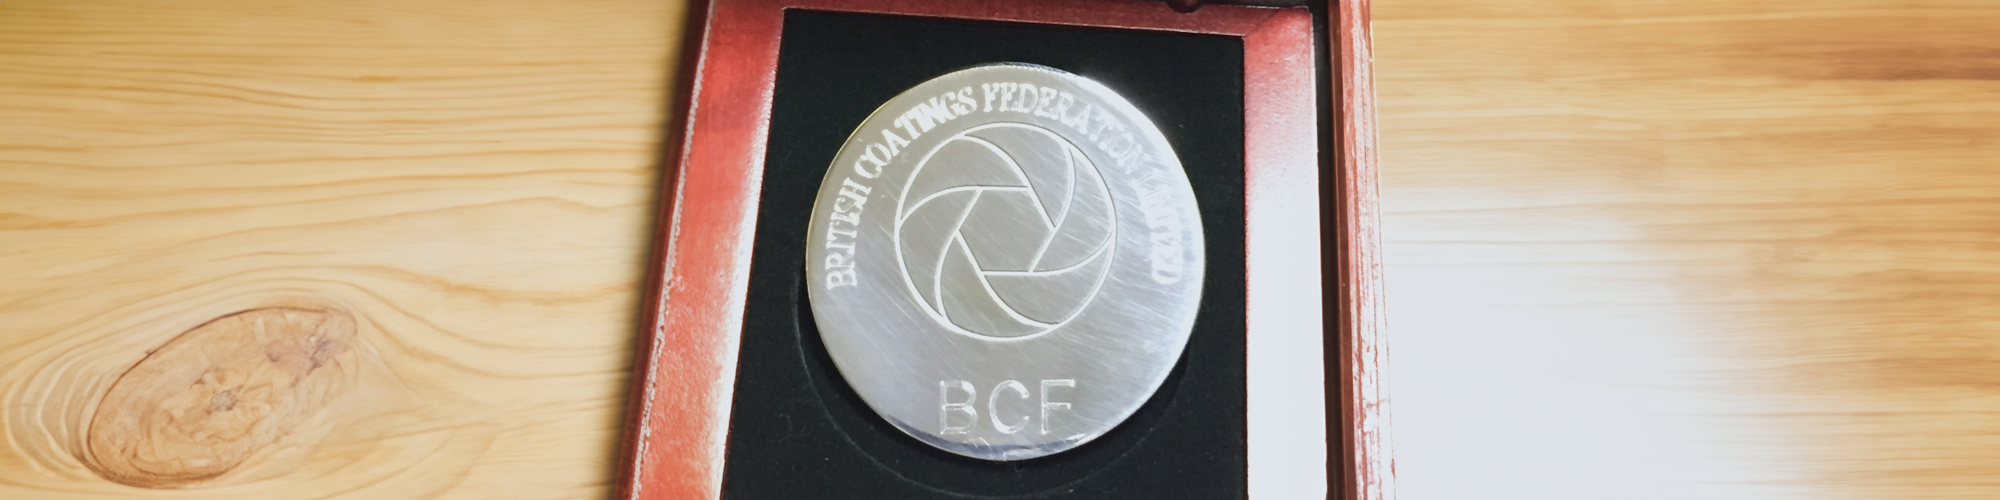 BRITISH COATINGS FEDERATION LIMITED
BCF